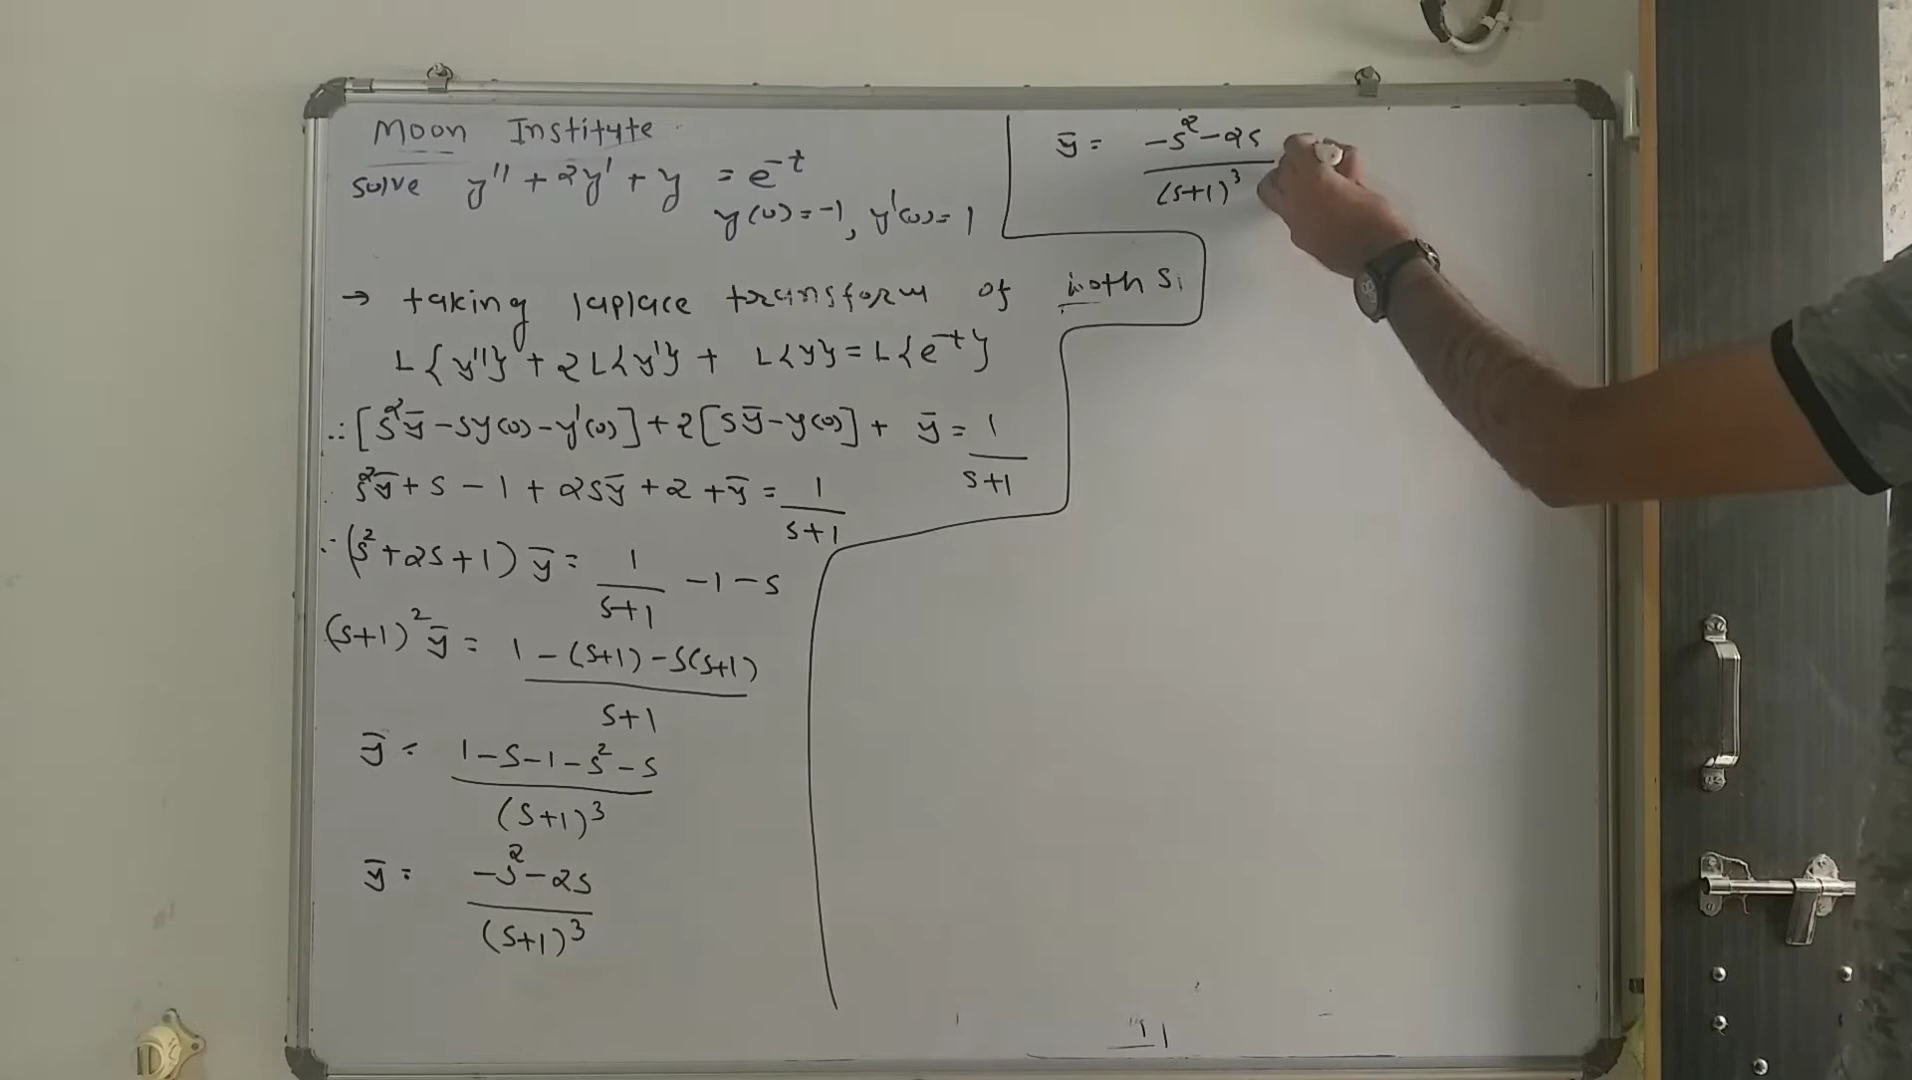 Moon Institute
solve y'' + 2y' + y = e^-t
y(0) = -1, y'(0) = 1
→ taking laplace transform of both si
L{y''} + 2L{y'} + L{y} = L{e^-t}
∴ [s²ȳ - sy(0) - y'(0)] + 2[sȳ - y(0)] + ȳ = 1/(s+1)
s²ȳ + s - 1 + 2sȳ + 2 + ȳ = 1/(s+1)
∴ (s² + 2s + 1) ȳ = 1/(s+1) - 1 - s
(s+1)² ȳ = (1 - (s+1) - s(s+1))/(s+1)
ȳ = (1 - s - 1 - s² - s)/(s+1)³
ȳ = (-s² - 2s)/(s+1)³
ȳ = (-s² - 2s)/(s+1)³